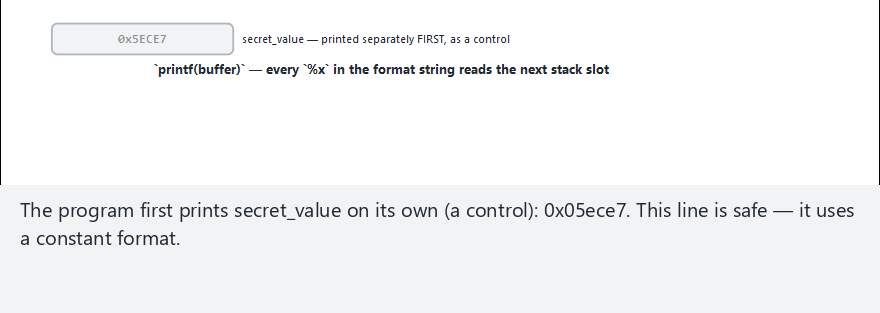 0x5ECE7 secret_value — printed separately FIRST, as a control
`printf(buffer)` — every `%x` in the format string reads the next stack slot
The program first prints secret_value on its own (a control): 0x05ece7. This line is safe — it uses
a constant format.